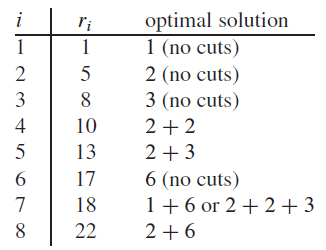 i r_i optimal solution
1 1 1 (no cuts)
2 5 2 (no cuts)
3 8 3 (no cuts)
4 10 2 + 2
5 13 2 + 3
6 17 6 (no cuts)
7 18 1 + 6 or 2 + 2 + 3
8 22 2 + 6